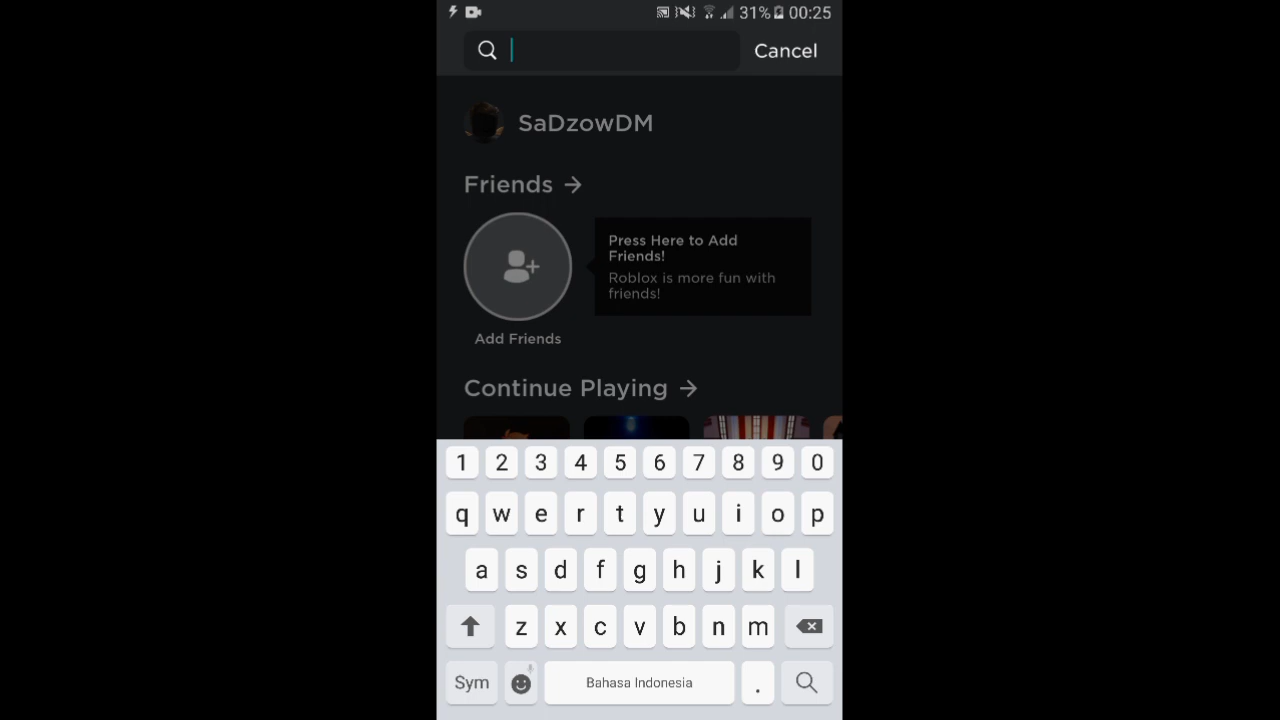 31% 00:25
Cancel
SaDzowDM
Friends →
Press Here to Add
Friends!
Roblox is more fun with
friends!
Add Friends
Continue Playing →
1 2 3 4 5 6 7 8 9 0
q w e r t y u i o p
a s d f g h j k l
z x c v b n m
Sym Bahasa Indonesia .